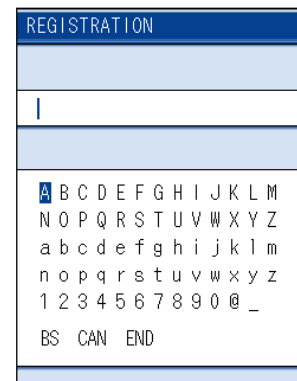 REGISTRATION
A B C D E F G H I J K L M
N O P Q R S T U V W X Y Z
a b c d e f g h i j k l m
n o p q r s t u v w x y z
1 2 3 4 5 6 7 8 9 0 @ _
BS CAN END